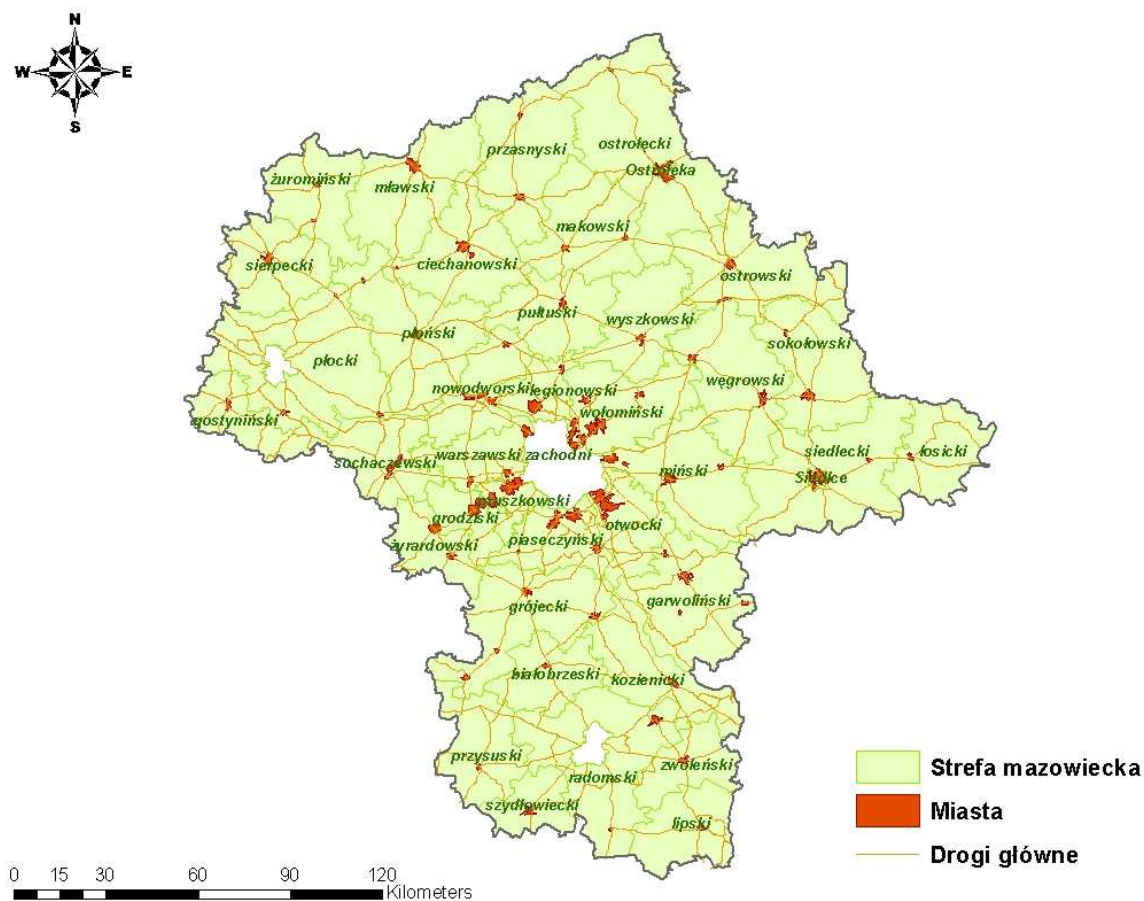 N
W E
S
ostrołęcki
przasnyski
Ostrołęka
żuromiński
mławski
makowski
sierpecki
ciechanowski
ostrowski
pułtuski
wyszkowski
płoński
sokołowski
płocki
węgrowski
nowodworski legionowski
gostyniński
wołomiński
warszawski zachodni
siedlecki
łosicki
sochaczewski
miński
Siedlce
pruszkowski
grodziski
otwocki
piaseczyński
żyrardowski
garwoliński
grójecki
białobrzeski
kozienicki
przysuski
zwoleński
radomski
szydłowiecki
lipski
Strefa mazowiecka
Miasta
Drogi główne
0 15 30 60 90 120
Kilometers